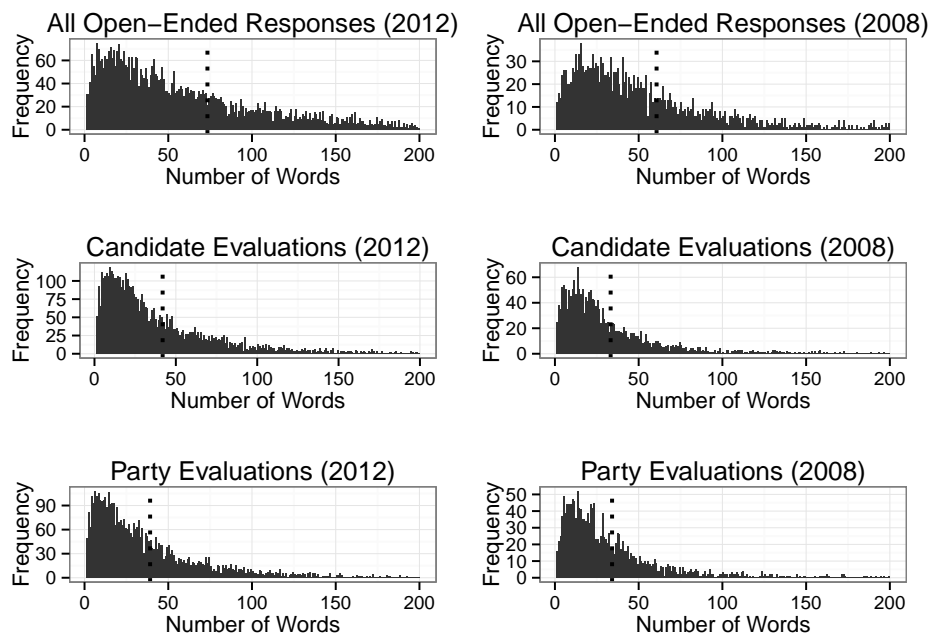 All Open−Ended Responses (2012)
Frequency
60
40
20
0
0 50 100 150 200
Number of Words
All Open−Ended Responses (2008)
Frequency
30
20
10
0
0 50 100 150 200
Number of Words
Candidate Evaluations (2012)
Frequency
100
75
50
25
0
0 50 100 150 200
Number of Words
Candidate Evaluations (2008)
Frequency
60
40
20
0
0 50 100 150 200
Number of Words
Party Evaluations (2012)
Frequency
90
60
30
0
0 50 100 150 200
Number of Words
Party Evaluations (2008)
Frequency
50
40
30
20
10
0
0 50 100 150 200
Number of Words